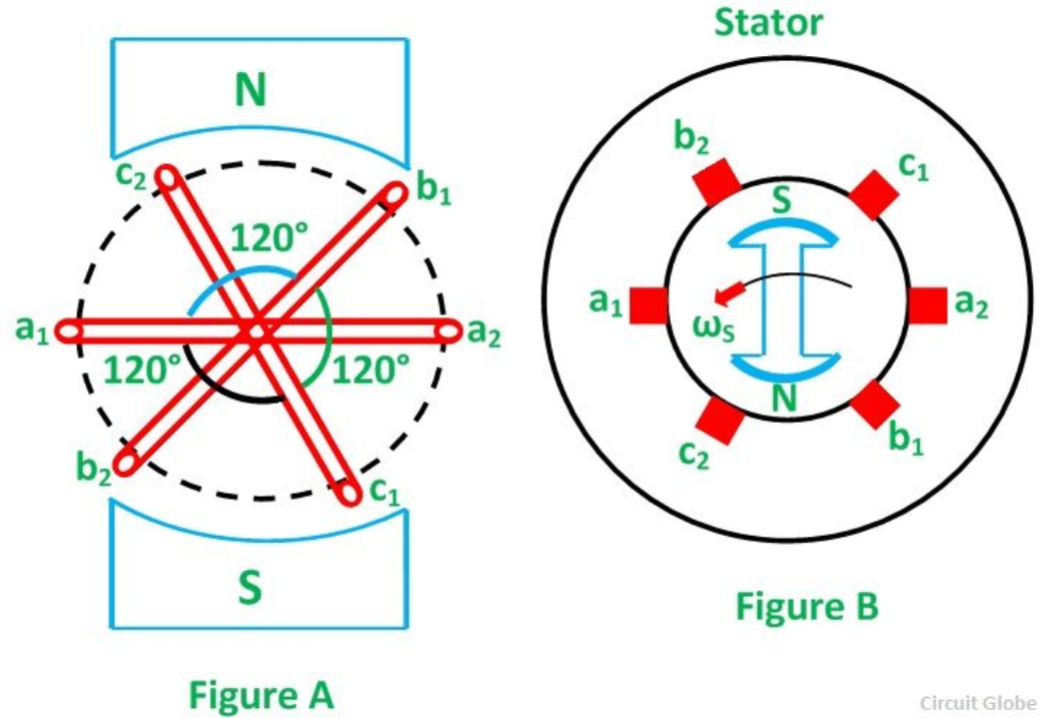 N
c₂
b₁
120°
a₁
a₂
120°
120°
b₂
c₁
S
Figure A
Stator
b₂
c₁
S
a₁
a₂
ωS
N
c₂
b₁
Figure B
Circuit Globe